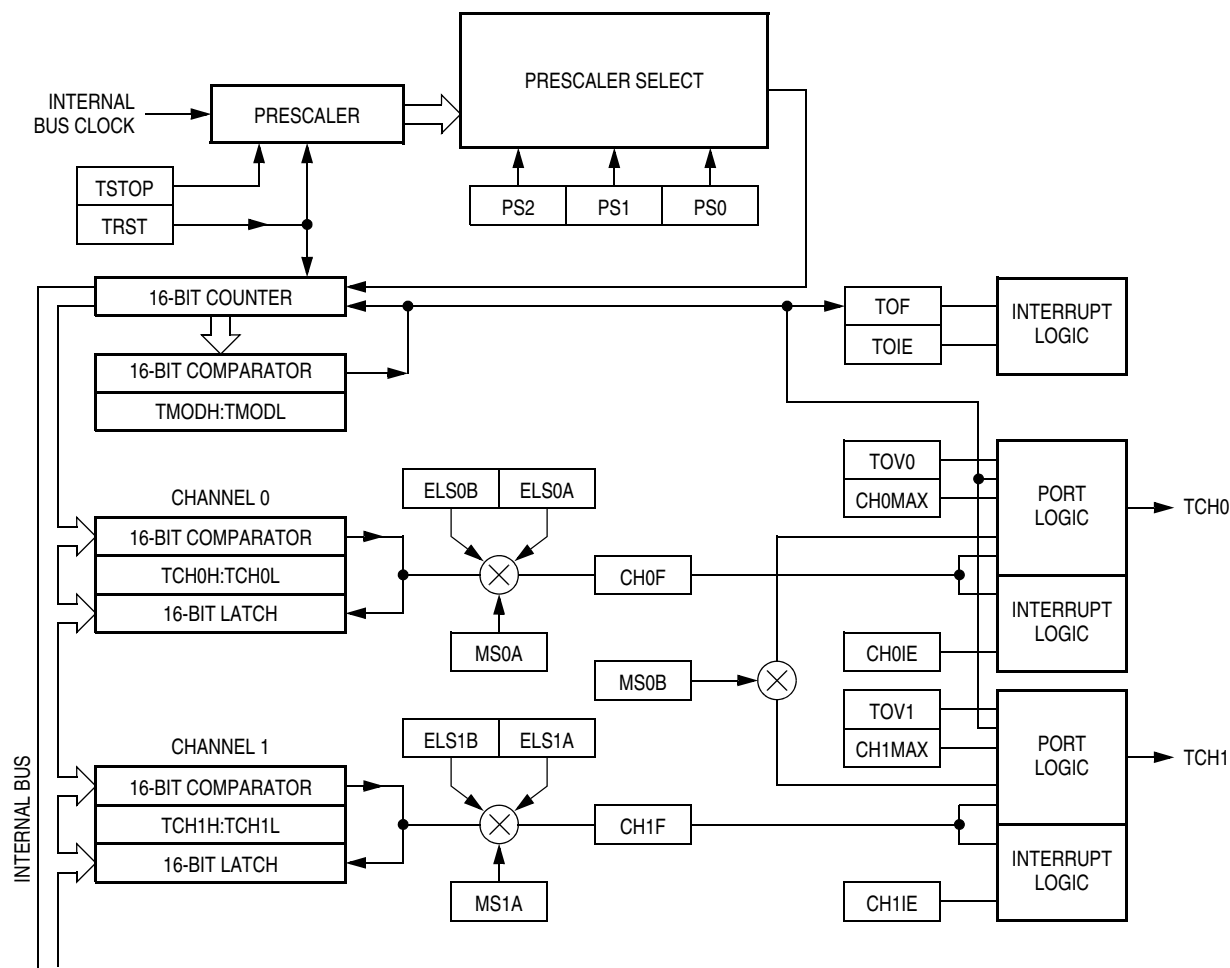 PRESCALER SELECT
INTERNAL
BUS CLOCK
PRESCALER
TSTOP
TRST
PS2
PS1
PS0
16-BIT COUNTER
TOF
TOIE
INTERRUPT
LOGIC
16-BIT COMPARATOR
TMODH:TMODL
CHANNEL 0
16-BIT COMPARATOR
TCH0H:TCH0L
16-BIT LATCH
ELS0B
ELS0A
MS0A
CH0F
TOV0
CH0MAX
PORT
LOGIC
TCH0
INTERRUPT
LOGIC
CH0IE
MS0B
CHANNEL 1
16-BIT COMPARATOR
TCH1H:TCH1L
16-BIT LATCH
ELS1B
ELS1A
MS1A
CH1F
TOV1
CH1MAX
PORT
LOGIC
TCH1
INTERRUPT
LOGIC
CH1IE
INTERNAL BUS